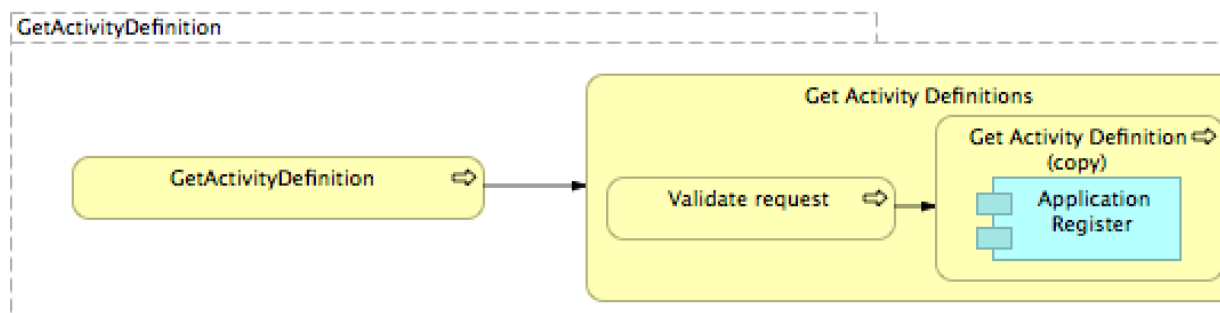 GetActivityDefinition
Get Activity Definitions
Get Activity Definition
(copy)
GetActivityDefinition
Validate request
Application
Register